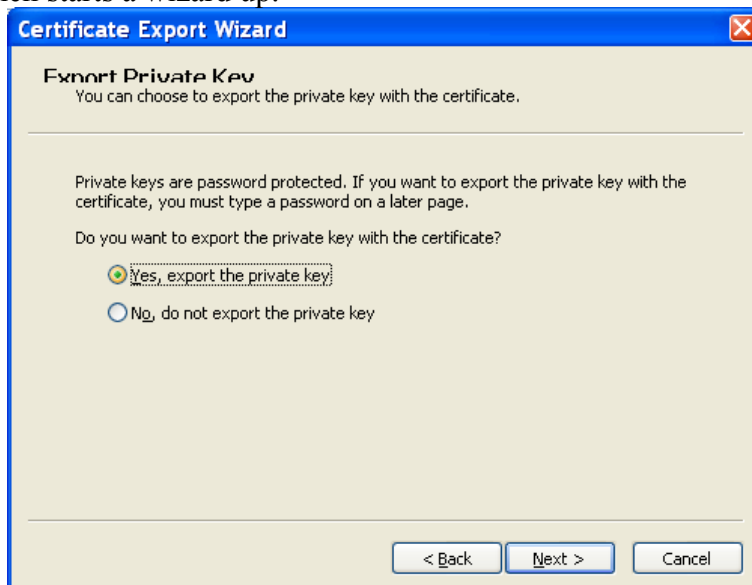 starts a wizard up.
Certificate Export Wizard
Export Private Key
You can choose to export the private key with the certificate.
Private keys are password protected. If you want to export the private key with the
certificate, you must type a password on a later page.
Do you want to export the private key with the certificate?
Yes, export the private key
No, do not export the private key
< Back
Next >
Cancel